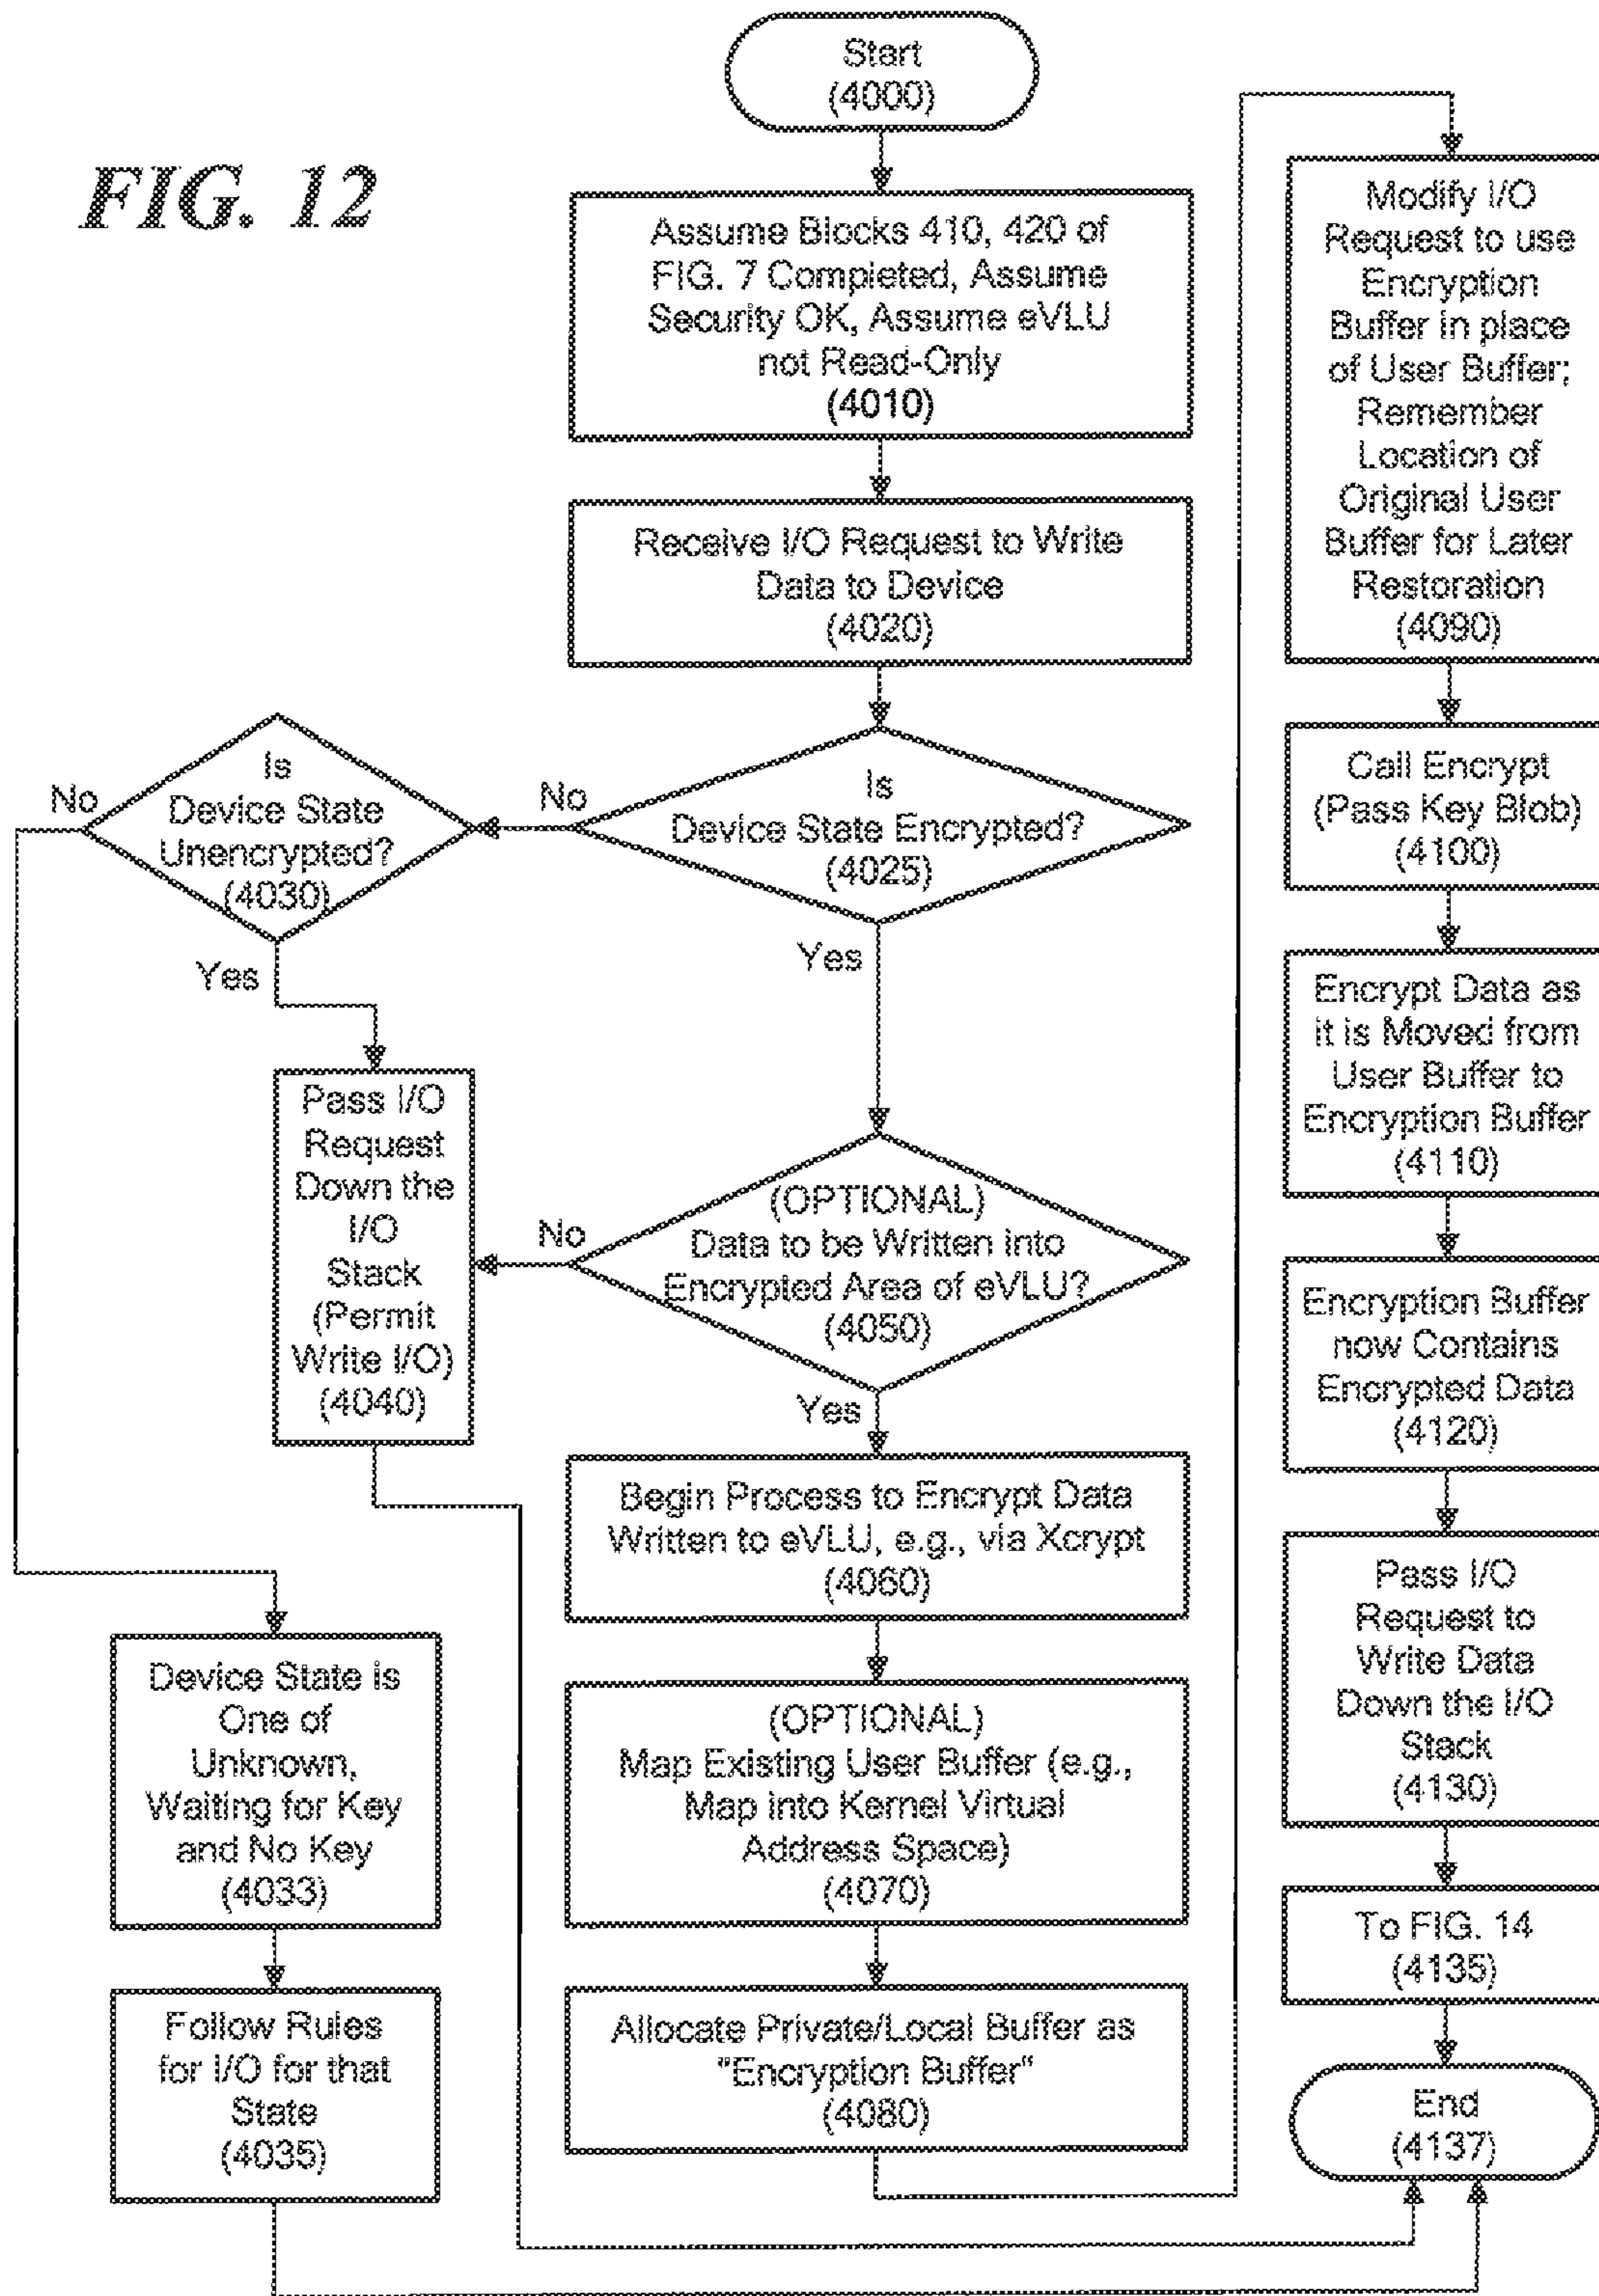 FIG. 12
Start
(4000)
Assume Blocks 410, 420 of
FIG. 7 Completed, Assume
Security OK, Assume eVLU
not Read-Only
(4010)
Receive I/O Request to Write
Data to Device
(4020)
Is
Device State Encrypted?
(4025)
No
Yes
Is
Device State
Unencrypted?
(4030)
No
Yes
Pass I/O
Request
Down the
I/O
Stack
(Permit
Write I/O)
(4040)
Device State is
One of
Unknown,
Waiting for Key
and No Key
(4033)
Follow Rules
for I/O for that
State
(4035)
(OPTIONAL)
Data to be Written into
Encrypted Area of eVLU?
(4050)
No
Yes
Begin Process to Encrypt Data
Written to eVLU, e.g., via Xcrypt
(4060)
(OPTIONAL)
Map Existing User Buffer (e.g.,
Map into Kernel Virtual
Address Space)
(4070)
Allocate Private/Local Buffer as
"Encryption Buffer"
(4080)
Modify I/O
Request to use
Encryption
Buffer in place
of User Buffer;
Remember
Location of
Original User
Buffer for Later
Restoration
(4090)
Call Encrypt
(Pass Key Blob)
(4100)
Encrypt Data as
it is Moved from
User Buffer to
Encryption Buffer
(4110)
Encryption Buffer
now Contains
Encrypted Data
(4120)
Pass I/O
Request to
Write Data
Down the I/O
Stack
(4130)
To FIG. 14
(4135)
End
(4137)